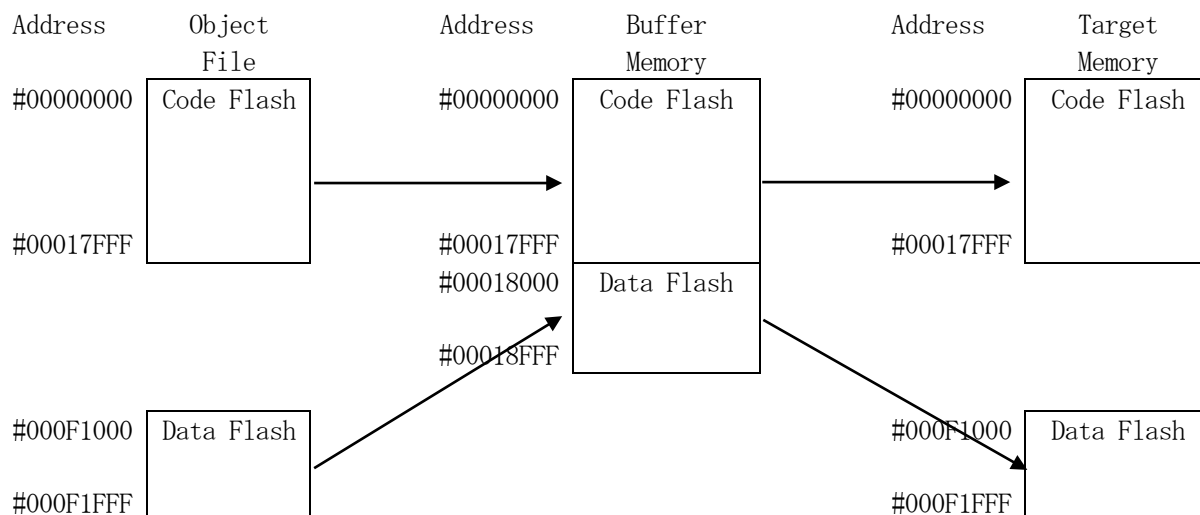 Address Object Address Buffer Address Target
File Memory Memory
#00000000 Code Flash #00000000 Code Flash #00000000 Code Flash
#00017FFF #00017FFF #00017FFF
#00018000 Data Flash
#00018FFF
#000F1000 Data Flash #000F1000 Data Flash
#000F1FFF #000F1FFF